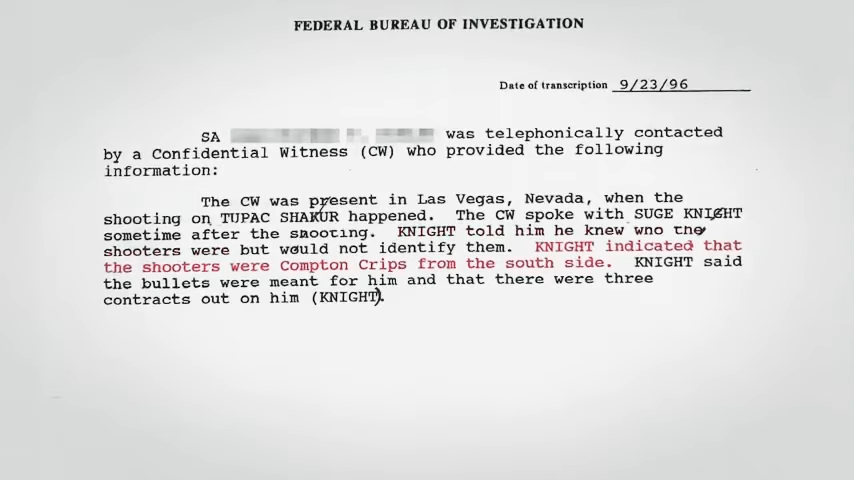 FEDERAL BUREAU OF INVESTIGATION
Date of transcription 9/23/96
SA was telephonically contacted
by a Confidential Witness (CW) who provided the following
information:
The CW was present in Las Vegas, Nevada, when the
shooting on TUPAC SHAKUR happened. The CW spoke with SUGE KNIGHT
sometime after the shooting. KNIGHT told him he knew who the
shooters were but would not identify them. KNIGHT indicated that
the shooters were Compton Crips from the south side. KNIGHT said
the bullets were meant for him and that there were three
contracts out on him (KNIGHT).